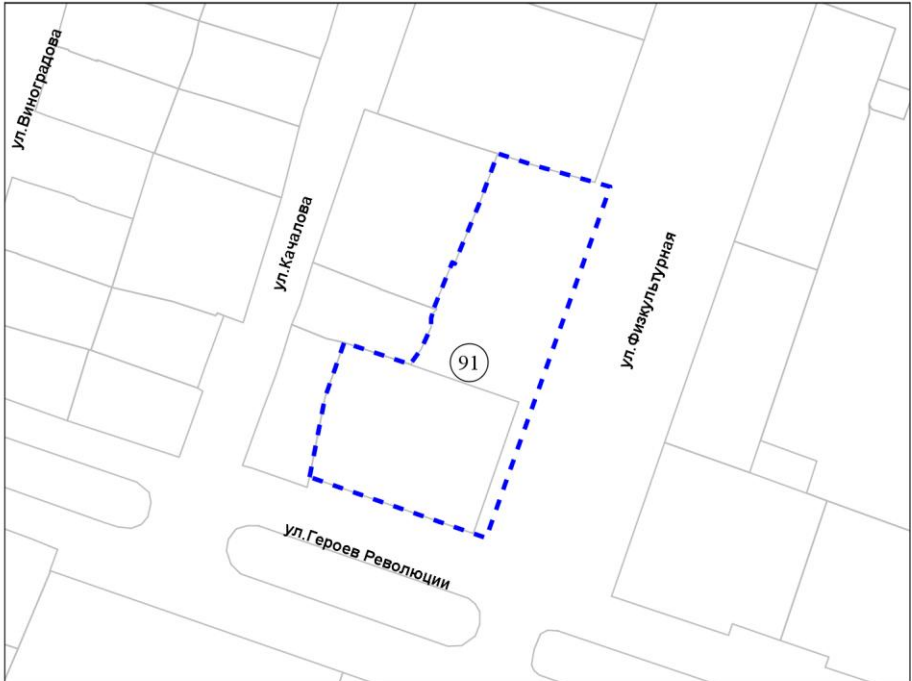 ул.Виноградова
ул.Качалова
ул.Физкультурная
91
ул.Героев Революции